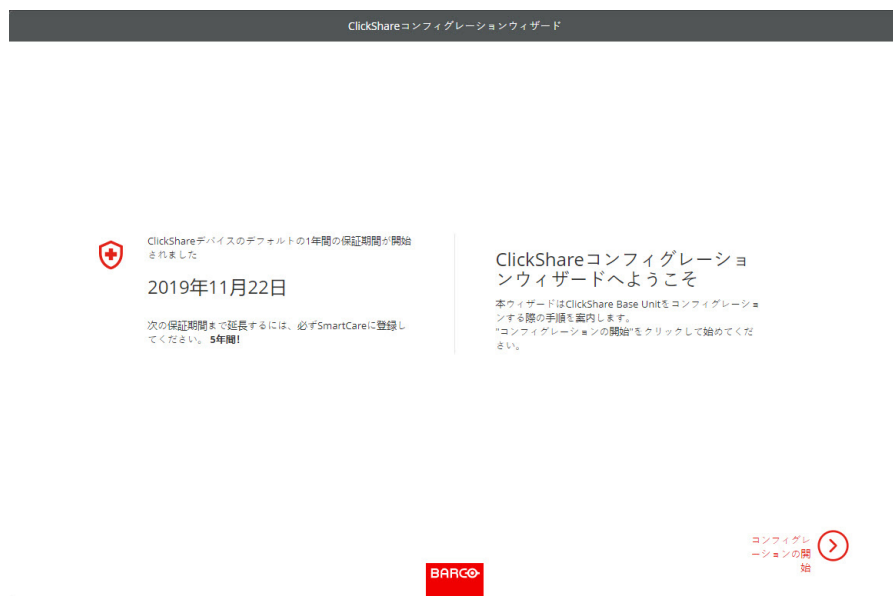 ClickShareコンフィグレーションウィザード
ClickShareデバイスのデフォルトの1年間の保証期間が開始
されました
2019年11月22日
次の保証期間まで延長するには、必ずSmartCareに登録し
てください。 5年間!
ClickShareコンフィグレーショ
ンウィザードへようこそ
本ウィザードはClickShare Base Unitをコンフィグレーショ
ンする際の手順を案内します。
"コンフィグレーションの開始"をクリックして始めてくだ
さい。
コンフィグレ
ーションの開
始
BARCO